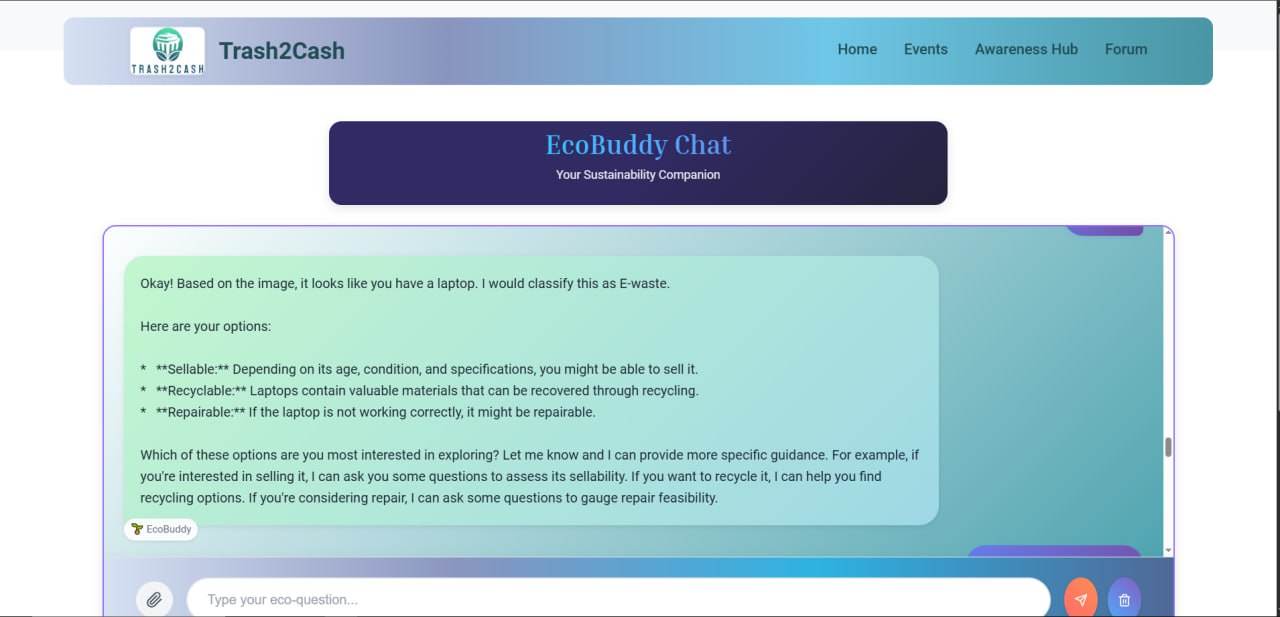 TRASH2CASH
Trash2Cash
Home Events Awareness Hub Forum
EcoBuddy Chat
Your Sustainability Companion
Okay! Based on the image, it looks like you have a laptop. I would classify this as E-waste.
Here are your options:
* **Sellable:** Depending on its age, condition, and specifications, you might be able to sell it.
* **Recyclable:** Laptops contain valuable materials that can be recovered through recycling.
* **Repairable:** If the laptop is not working correctly, it might be repairable.
Which of these options are you most interested in exploring? Let me know and I can provide more specific guidance. For example, if
you're interested in selling it, I can ask you some questions to assess its sellability. If you want to recycle it, I can help you find
recycling options. If you're considering repair, I can ask some questions to gauge repair feasibility.
EcoBuddy
Type your eco-question...